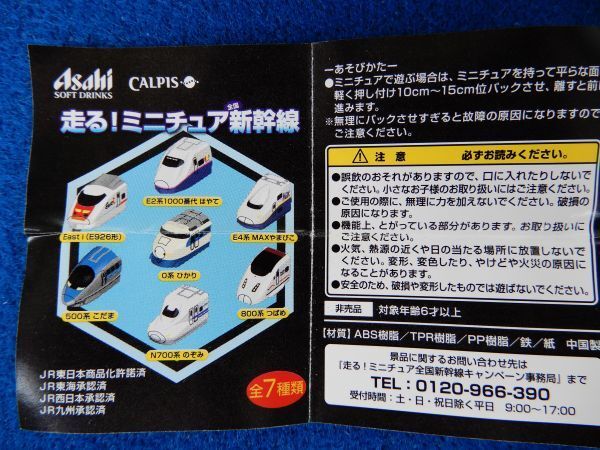 Asahi
SOFT DRINKS
CALPIS
走る!ミニチュア全国新幹線
E2系1000番代 はやて
East i (E926形)
E4系 MAXやまびこ
0系 ひかり
500系 こだま
800系 つばめ
N700系 のぞみ
JR東日本商品化許諾済
JR東海承認済
JR西日本承認済
JR九州承認済
全7種類
ーあそびかたー
●ミニチュアで遊ぶ場合は、ミニチュアを持って平らな面
軽く押し付け10cm～15cm位バックさせ、離すと前に
進みます。
※無理にバックさせすぎると故障の原因になりますので
ご注意ください。
注 意 必ずお読みください。
●誤飲のおそれがありますので、口に入れたりしないで
ください。小さなお子様のお取り扱いにはご注意ください。
●ご使用の際に、無理に力を加えないでください。破損の
原因になります。
●機能上、とがっている部分があります。お取り扱いに
ご注意ください。
●火気、熱源の近くや日の当たる場所に放置しないで
ください。変形、変色したり、やけどや火災の原因に
なることがあります。
●安全のため、破損や変形したものでは遊ばないでください。
非売品 対象年齢6才以上
【材質】ABS樹脂／TPR樹脂／PP樹脂／鉄／紙 中国製
景品に関するお問い合わせ先は
『走る!ミニチュア全国新幹線キャンペーン事務局』まで
TEL:0120-966-390
受付時間:土・日・祝日除く平日 9:00～17:00